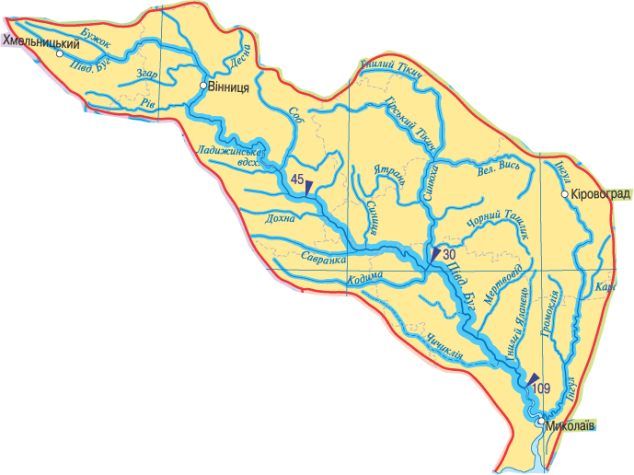 Хмельницький
Бужок
Півд. Буг
Згар
Рів
Десна
Вінниця
Соб
Ладижинське
вдсх.
45
Дохна
Савранка
Кодима
Гнилий Тікич
Гірський Тікич
Ятрань
Синиця
Синюха
Вел. Вись
Інгул
Кіровоград
Чорний Ташлик
30
Півд. Буг
Мертвовід
Гнилий Яланець
Громоклія
Чичиклія
109
Інгул
Миколаїв